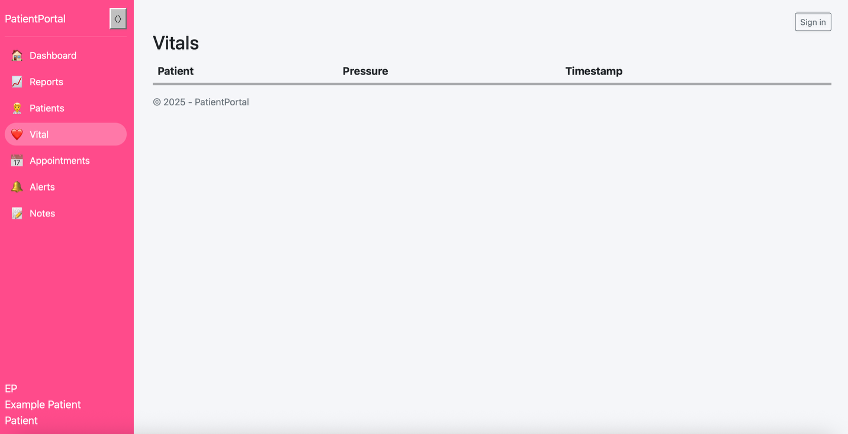 PatientPortal
⟨⟩
Dashboard
Reports
Patients
Vital
Appointments
Alerts
Notes
EP
Example Patient
Patient
Sign in
Vitals
Patient Pressure Timestamp
© 2025 - PatientPortal